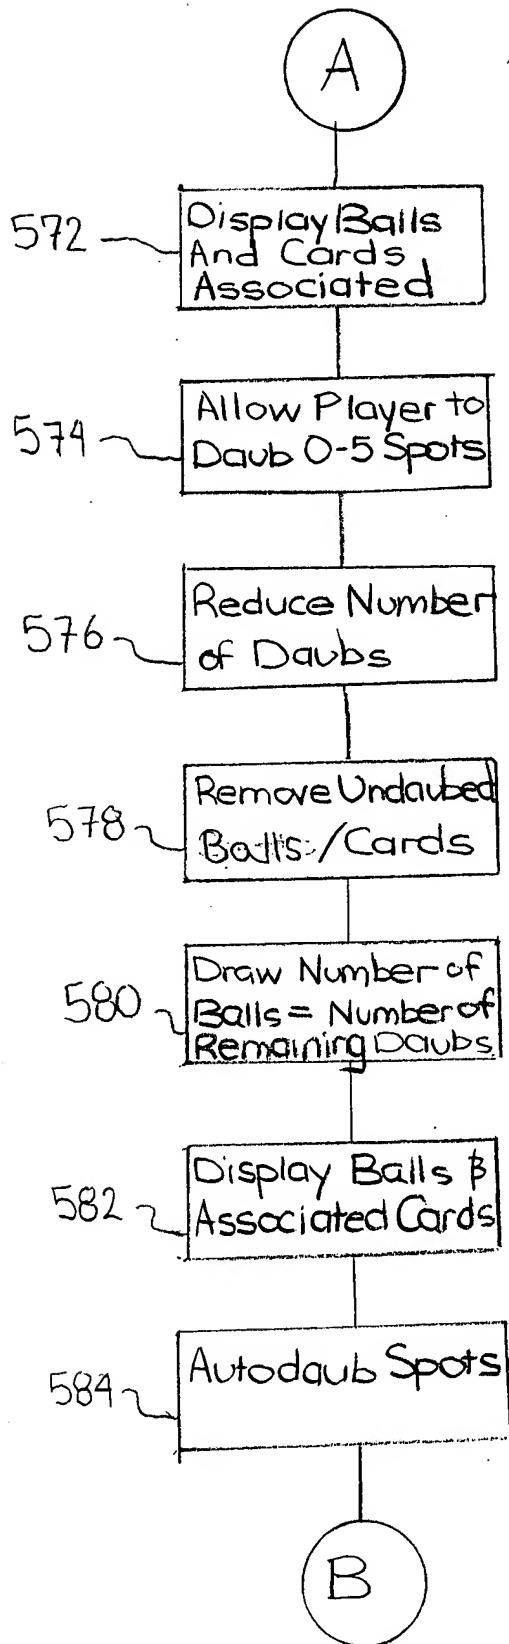 A
572
Display Balls
And Cards
Associated
574
Allow Player to
Daub 0-5 Spots
576
Reduce Number
of Daubs
578
Remove Undaubed
Balls/Cards
580
Draw Number of
Balls = Number of
Remaining Daubs
582
Display Balls &
Associated Cards
584
Autodaub Spots
B